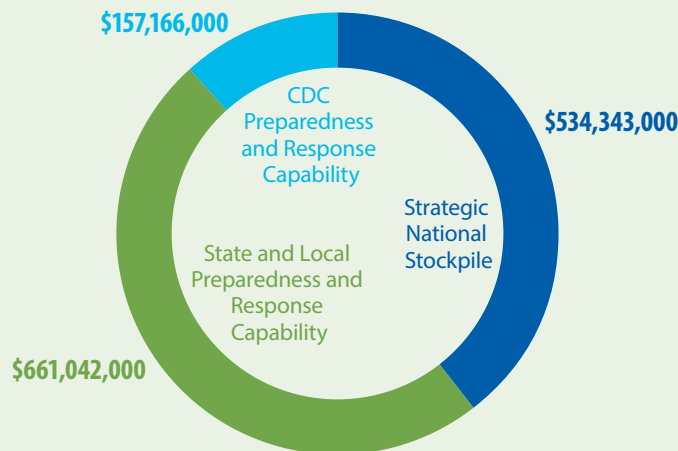 $157,166,000
CDC
Preparedness
and Response
Capability
$534,343,000
Strategic
National
Stockpile
State and Local
Preparedness and
Response
Capability
$661,042,000